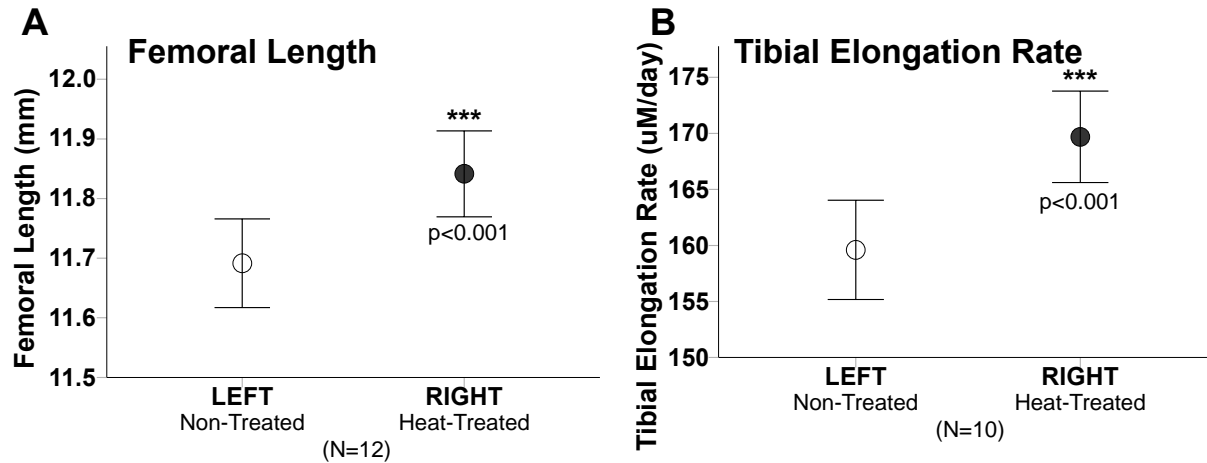 A
Femoral Length
Femoral Length (mm)
12.0
11.9
11.8
11.7
11.6
11.5
***
p<0.001
LEFT
RIGHT
Non-Treated
Heat-Treated
(N=12)
B
Tibial Elongation Rate
Tibial Elongation Rate (uM/day)
175
170
165
160
155
150
***
p<0.001
LEFT
RIGHT
Non-Treated
Heat-Treated
(N=10)